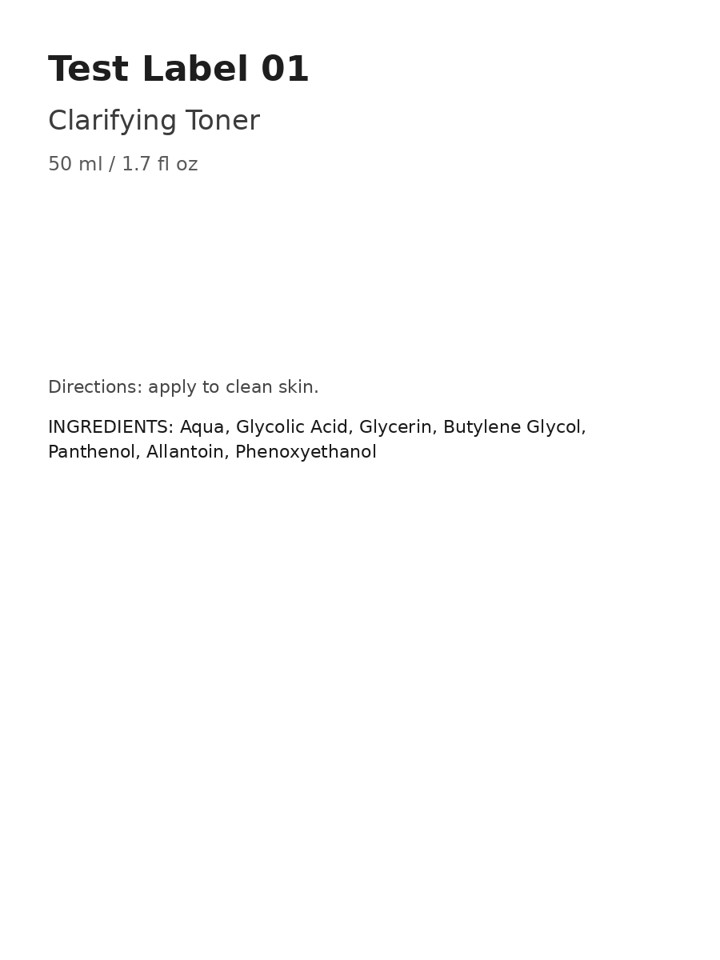 Test Label 01
Clarifying Toner
50 ml / 1.7 fl oz
Directions: apply to clean skin.
INGREDIENTS: Aqua, Glycolic Acid, Glycerin, Butylene Glycol,
Panthenol, Allantoin, Phenoxyethanol